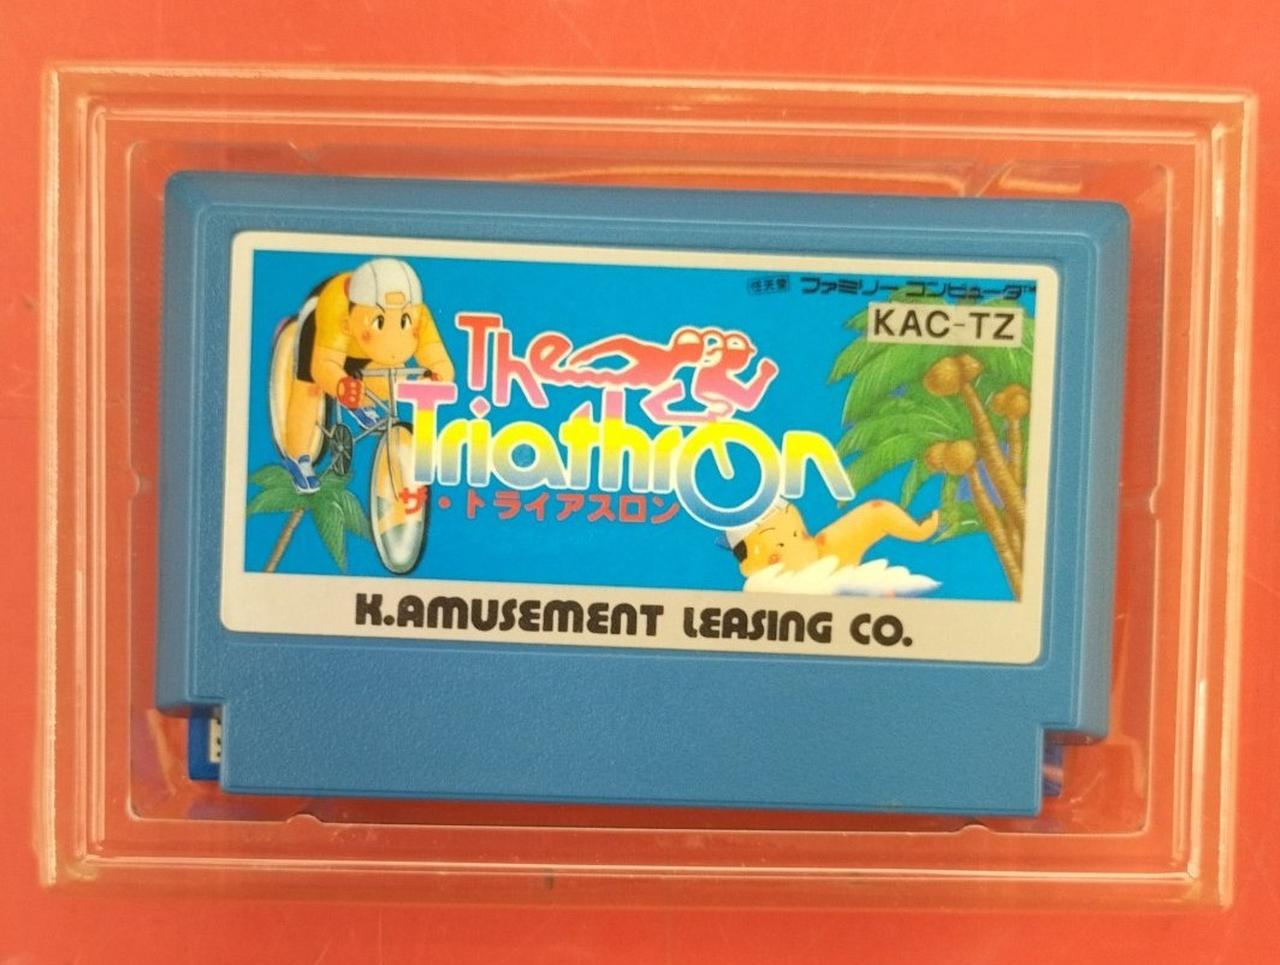 任天堂 ファミリーコンピュータ™
KAC-TZ
The
Triathron
ザ・トライアスロン
K.AMUSEMENT LEASING CO.